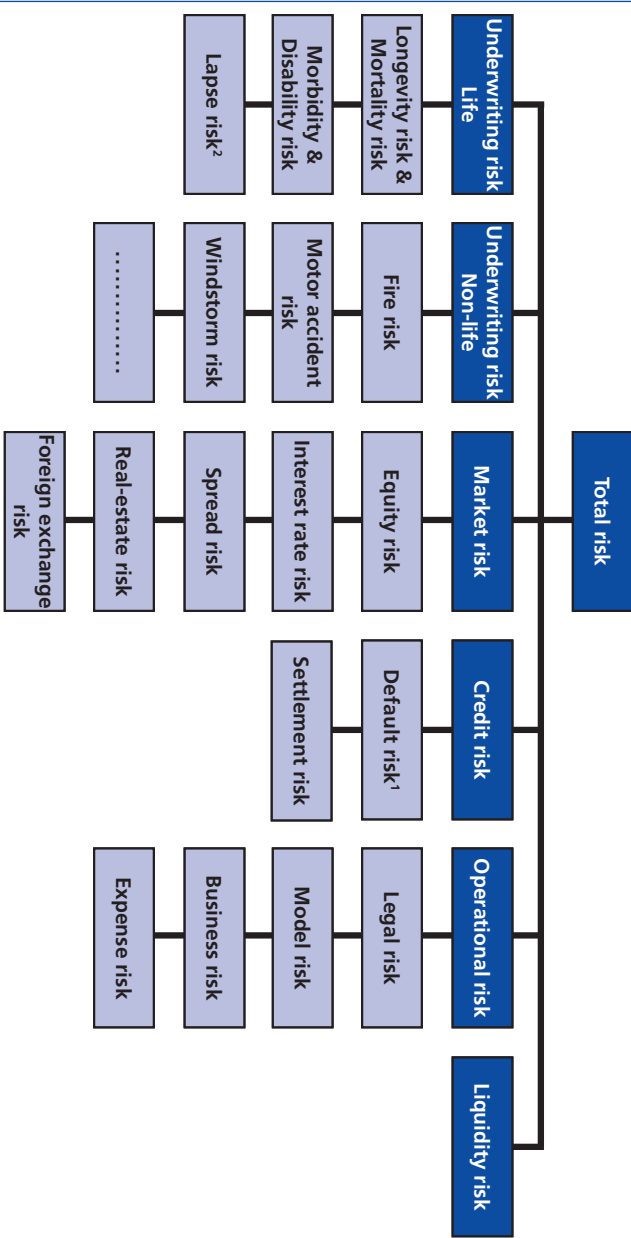 Total risk
Underwriting risk
Life
Longevity risk &
Mortality risk
Morbidity &
Disability risk
Lapse risk²
Underwriting risk
Non-life
Fire risk
Motor accident
risk
Windstorm risk
..............
Market risk
Equity risk
Interest rate risk
Spread risk
Real-estate risk
Foreign exchange
risk
Credit risk
Default risk¹
Settlement risk
Operational risk
Legal risk
Model risk
Business risk
Expense risk
Liquidity risk